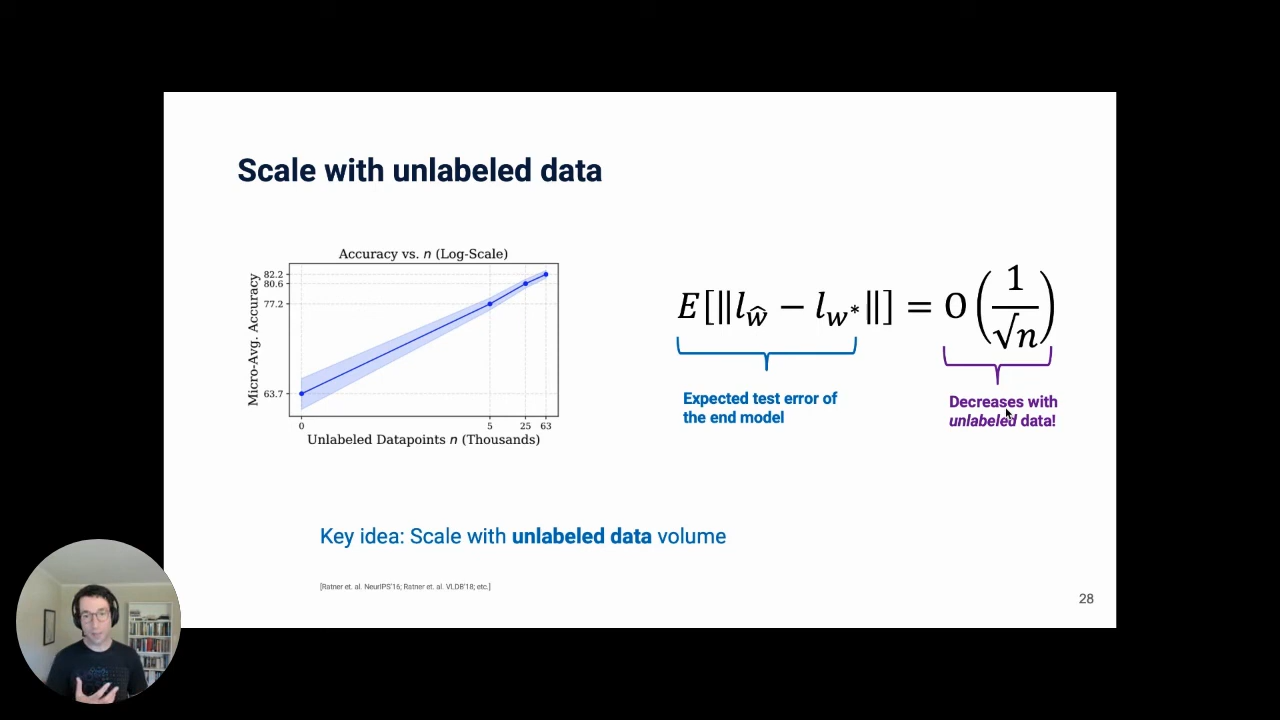 Scale with unlabeled data
Accuracy vs. n (Log-Scale)
Micro-Avg. Accuracy
82.2
80.6
77.2
63.7
0 5 25 63
Unlabeled Datapoints n (Thousands)
E[‖l_ŵ − l_w*‖] = O(1/√n)
Expected test error of
the end model
Decreases with
unlabeled data!
Key idea: Scale with unlabeled data volume
[Ratner et. al. NeurIPS'16; Ratner et. al. VLDB'18; etc.]
28